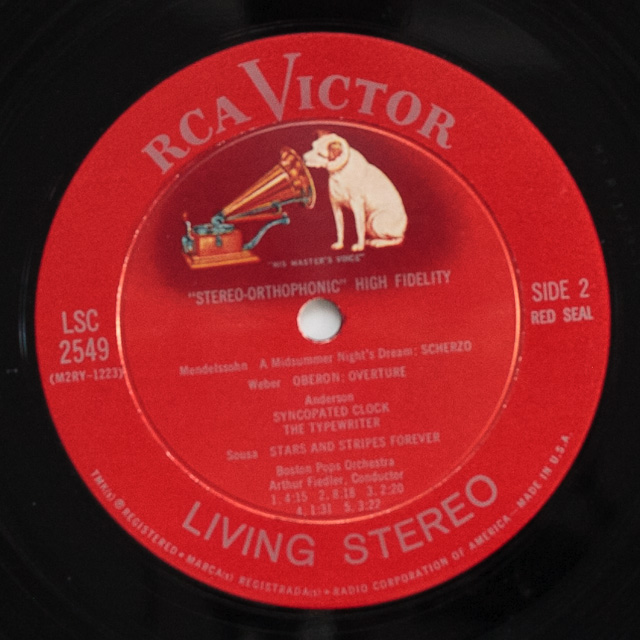 RCA VICTOR
"HIS MASTER'S VOICE"
"STEREO-ORTHOPHONIC" HIGH FIDELITY
LSC
2549
(M2RY-1223)
SIDE 2
RED SEAL
Mendelssohn A Midsummer Night's Dream: SCHERZO
Weber OBERON: OVERTURE
Anderson
SYNCOPATED CLOCK
THE TYPEWRITER
Sousa STARS AND STRIPES FOREVER
Boston Pops Orchestra
Arthur Fiedler, Conductor
1. 4:15 2. 8:18 3. 2:20
4. 1:31 5. 3:22
LIVING STEREO
TMK(s) ® REGISTERED • MARCA(s) REGISTRADA(s) • RADIO CORPORATION OF AMERICA—MADE IN U.S.A.